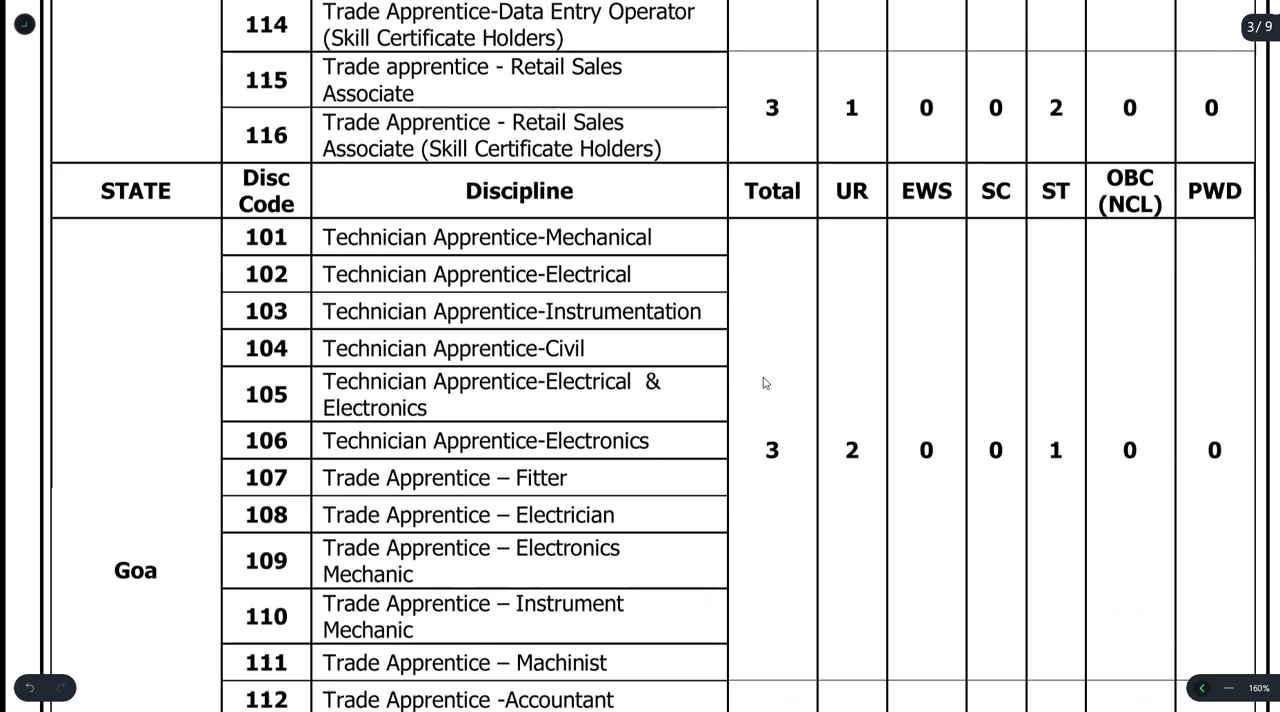 3/ 9
114
Trade Apprentice-Data Entry Operator
(Skill Certificate Holders)
115
Trade apprentice - Retail Sales
Associate
116
Trade Apprentice - Retail Sales
Associate (Skill Certificate Holders)
3 1 0 0 2 0 0
STATE
Disc
Code
Discipline
Total
UR
EWS
SC
ST
OBC
(NCL)
PWD
Goa
101 Technician Apprentice-Mechanical
102 Technician Apprentice-Electrical
103 Technician Apprentice-Instrumentation
104 Technician Apprentice-Civil
105
Technician Apprentice-Electrical &
Electronics
106 Technician Apprentice-Electronics
107 Trade Apprentice – Fitter
108 Trade Apprentice – Electrician
109
Trade Apprentice – Electronics
Mechanic
110
Trade Apprentice – Instrument
Mechanic
111 Trade Apprentice – Machinist
3 2 0 0 1 0 0
112 Trade Apprentice -Accountant
160%